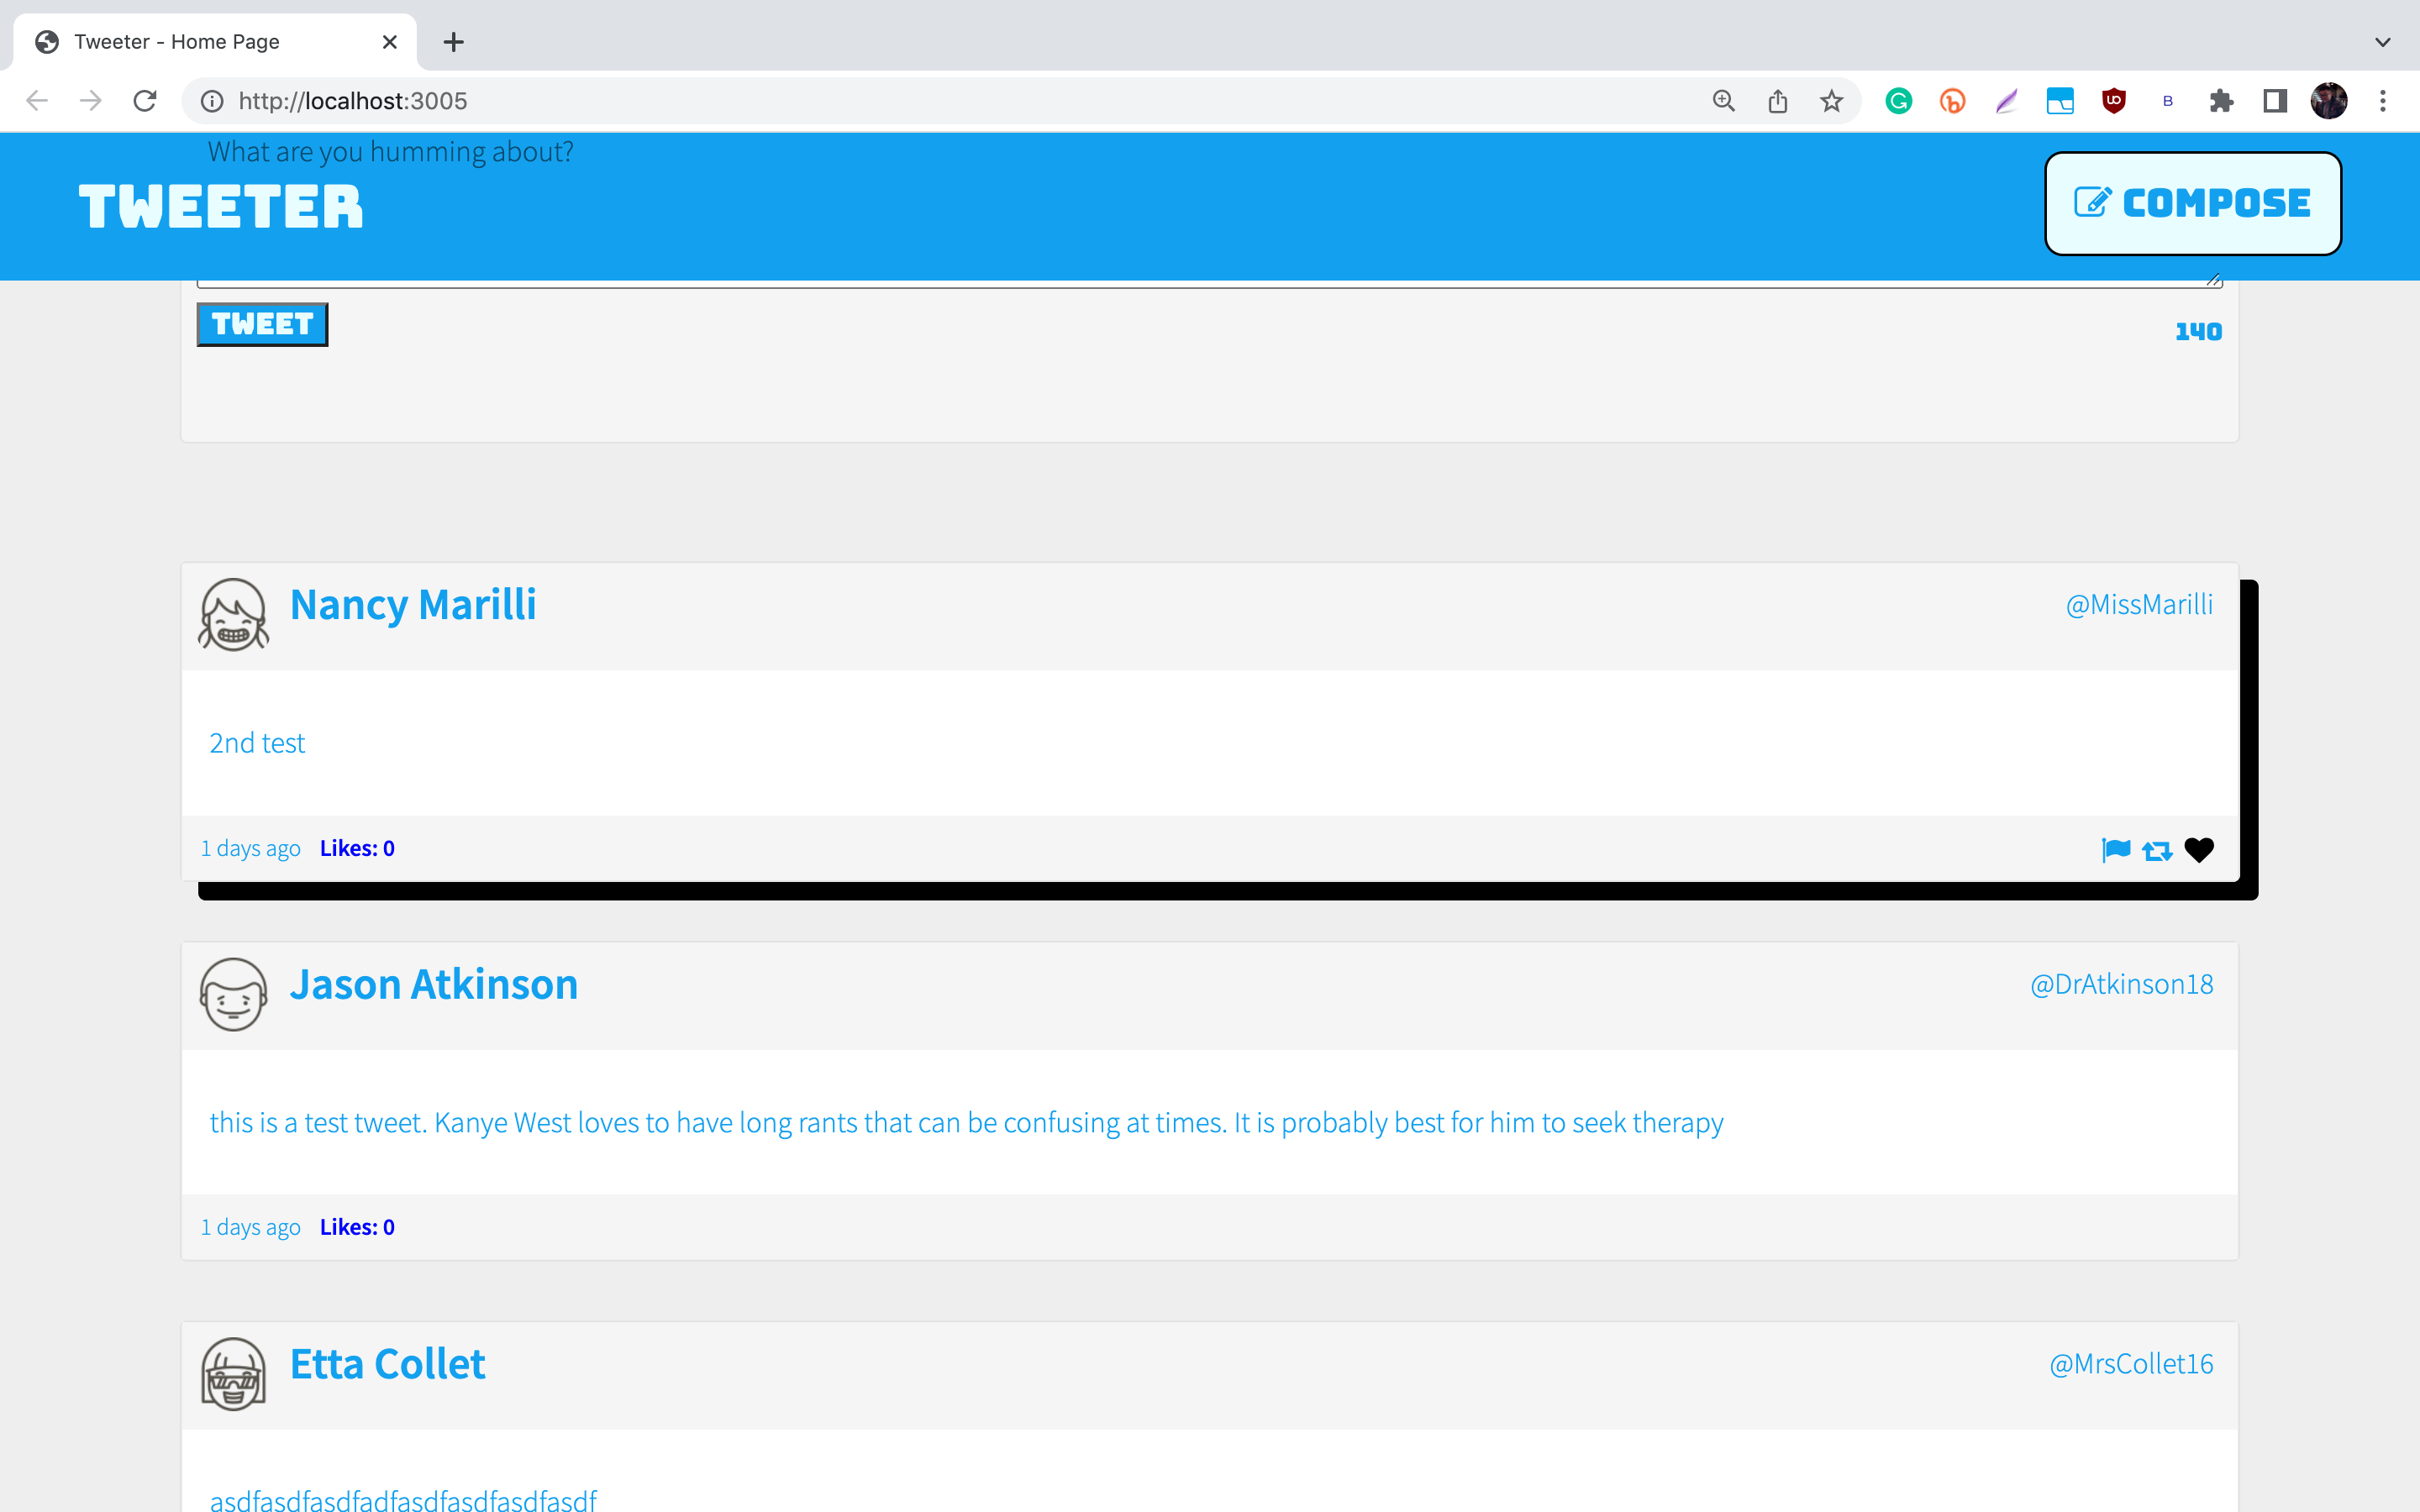 Tweeter - Home Page
http://localhost:3005
B
What are you humming about?
TWEETER
COMPOSE
TWEET
140
Nancy Marilli
@MissMarilli
2nd test
1 days ago Likes: 0
Jason Atkinson
@DrAtkinson18
this is a test tweet. Kanye West loves to have long rants that can be confusing at times. It is probably best for him to seek therapy
1 days ago Likes: 0
Etta Collet
@MrsCollet16
asdfasdfasdfadfasdfasdfasdfasdf